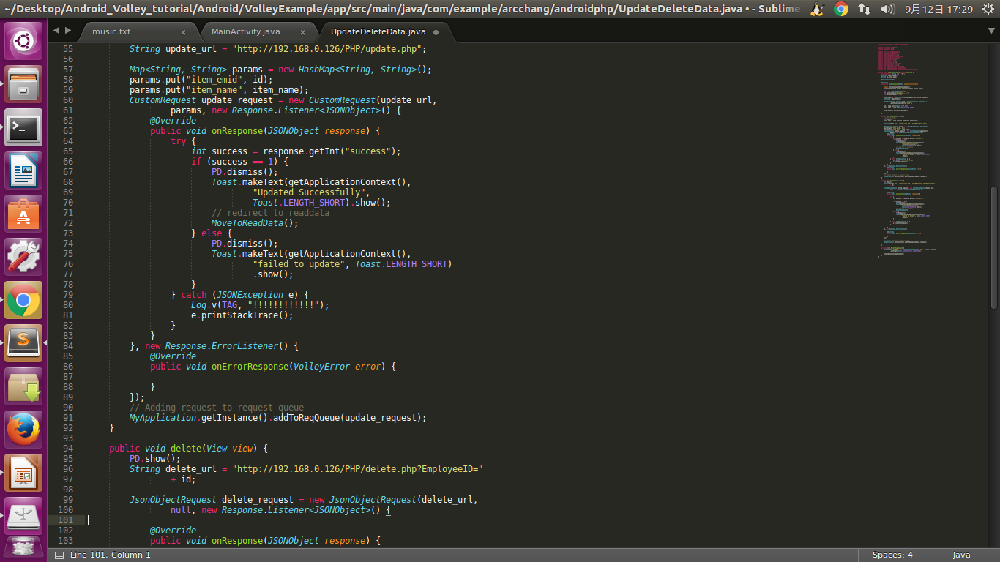 ~/Desktop/Android_Volley_tutorial/Android/VolleyExample/app/src/main/java/com/example/arcchang/androidphp/UpdateDeleteData.java • - Sublime
9月12日 17:29
music.txt × MainActivity.java × UpdateDeleteData.java
55 String update_url = "http://192.168.0.126/PHP/update.php";
56
57 Map<String, String> params = new HashMap<String, String>();
58 params.put("item_emid", id);
59 params.put("item_name", item_name);
60 CustomRequest update_request = new CustomRequest(update_url,
61 params, new Response.Listener<JSONObject>() {
62 @Override
63 public void onResponse(JSONObject response) {
64 try {
65 int success = response.getInt("success");
66 if (success == 1) {
67 PD.dismiss();
68 Toast.makeText(getApplicationContext(),
69 "Updated Successfully",
70 Toast.LENGTH_SHORT).show();
71 // redirect to readdata
72 MoveToReadData();
73 } else {
74 PD.dismiss();
75 Toast.makeText(getApplicationContext(),
76 "failed to update", Toast.LENGTH_SHORT)
77 .show();
78 }
79 } catch (JSONException e) {
80 Log.v(TAG, "!!!!!!!!!!!!");
81 e.printStackTrace();
82 }
83 }
84 }, new Response.ErrorListener() {
85 @Override
86 public void onErrorResponse(VolleyError error) {
87
88 }
89 });
90 // Adding request to request queue
91 MyApplication.getInstance().addToReqQueue(update_request);
92 }
93
94 public void delete(View view) {
95 PD.show();
96 String delete_url = "http://192.168.0.126/PHP/delete.php?EmployeeID="
97 + id;
98
99 JsonObjectRequest delete_request = new JsonObjectRequest(delete_url,
100 null, new Response.Listener<JSONObject>() {
101
102 @Override
103 public void onResponse(JSONObject response) {
Line 101, Column 1
Spaces: 4
Java